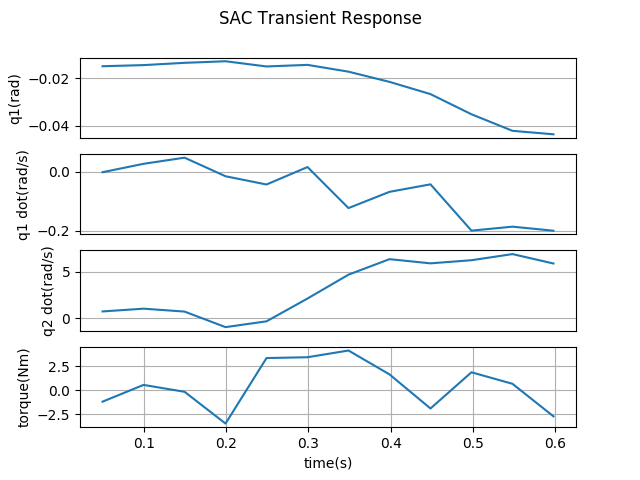 SAC Transient Response
q1(rad)
−0.02
−0.04
q1 dot(rad/s)
0.0
−0.2
q2 dot(rad/s)
5
0
torque(Nm)
2.5
0.0
−2.5
0.1 0.2 0.3 0.4 0.5 0.6
time(s)